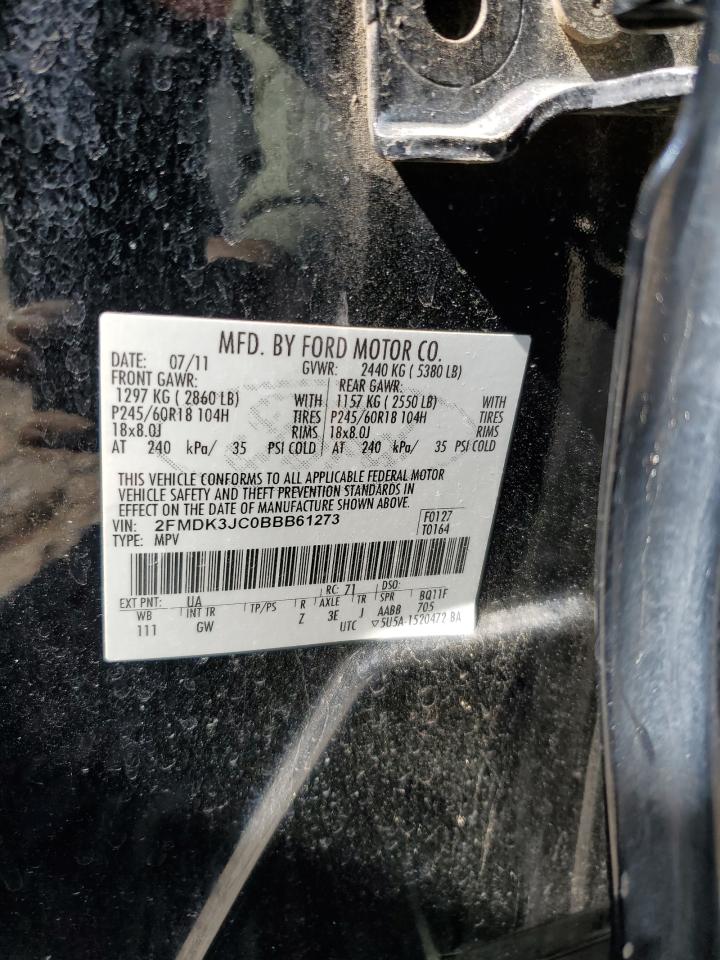 MFD. BY FORD MOTOR CO.
DATE: 07/11 GVWR: 2440 KG ( 5380 LB)
FRONT GAWR: REAR GAWR:
1297 KG ( 2860 LB) WITH 1157 KG ( 2550 LB) WITH
P245/60R18 104H TIRES P245/60R18 104H TIRES
18x8.0J RIMS 18x8.0J RIMS
AT 240 kPa/ 35 PSI COLD AT 240 kPa/ 35 PSI COLD
THIS VEHICLE CONFORMS TO ALL APPLICABLE FEDERAL MOTOR
VEHICLE SAFETY AND THEFT PREVENTION STANDARDS IN
EFFECT ON THE DATE OF MANUFACTURE SHOWN ABOVE.
VIN: 2FMDK3JC0BBB61273 F0127
TYPE: MPV T0164
EXT PNT: UA RC: 71 DSO:
WB INT TR TP/PS R AXLE TR SPR BQ11F
111 GW Z 3E J AABB 705
UTC ▽5U5A-1520472 BA